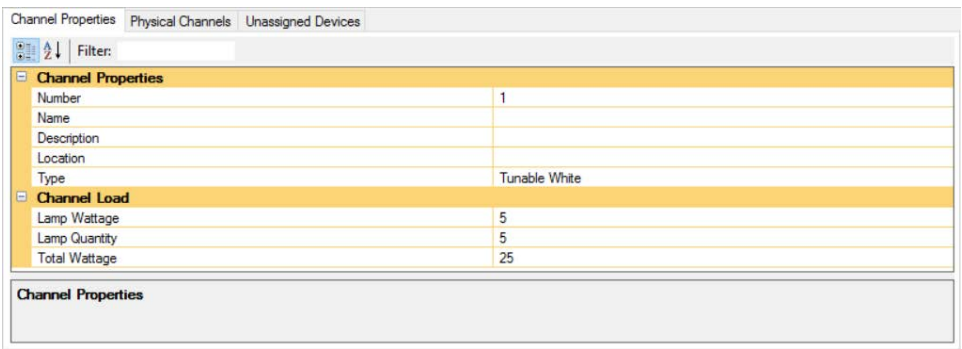 Channel Properties Physical Channels Unassigned Devices
Filter:
Channel Properties
Number 1
Name
Description
Location
Type Tunable White
Channel Load
Lamp Wattage 5
Lamp Quantity 5
Total Wattage 25
Channel Properties